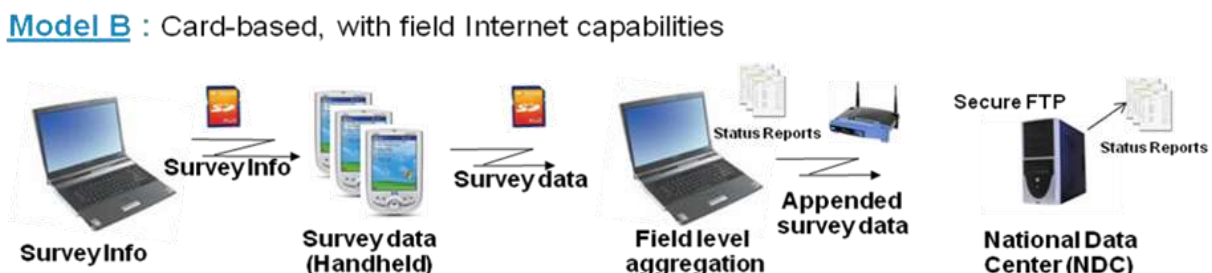 Model B : Card-based, with field Internet capabilities
Survey Info
Survey Info
Survey data
(Handheld)
Survey data
Status Reports
Field level
aggregation
Appended
survey data
Secure FTP
Status Reports
National Data
Center (NDC)